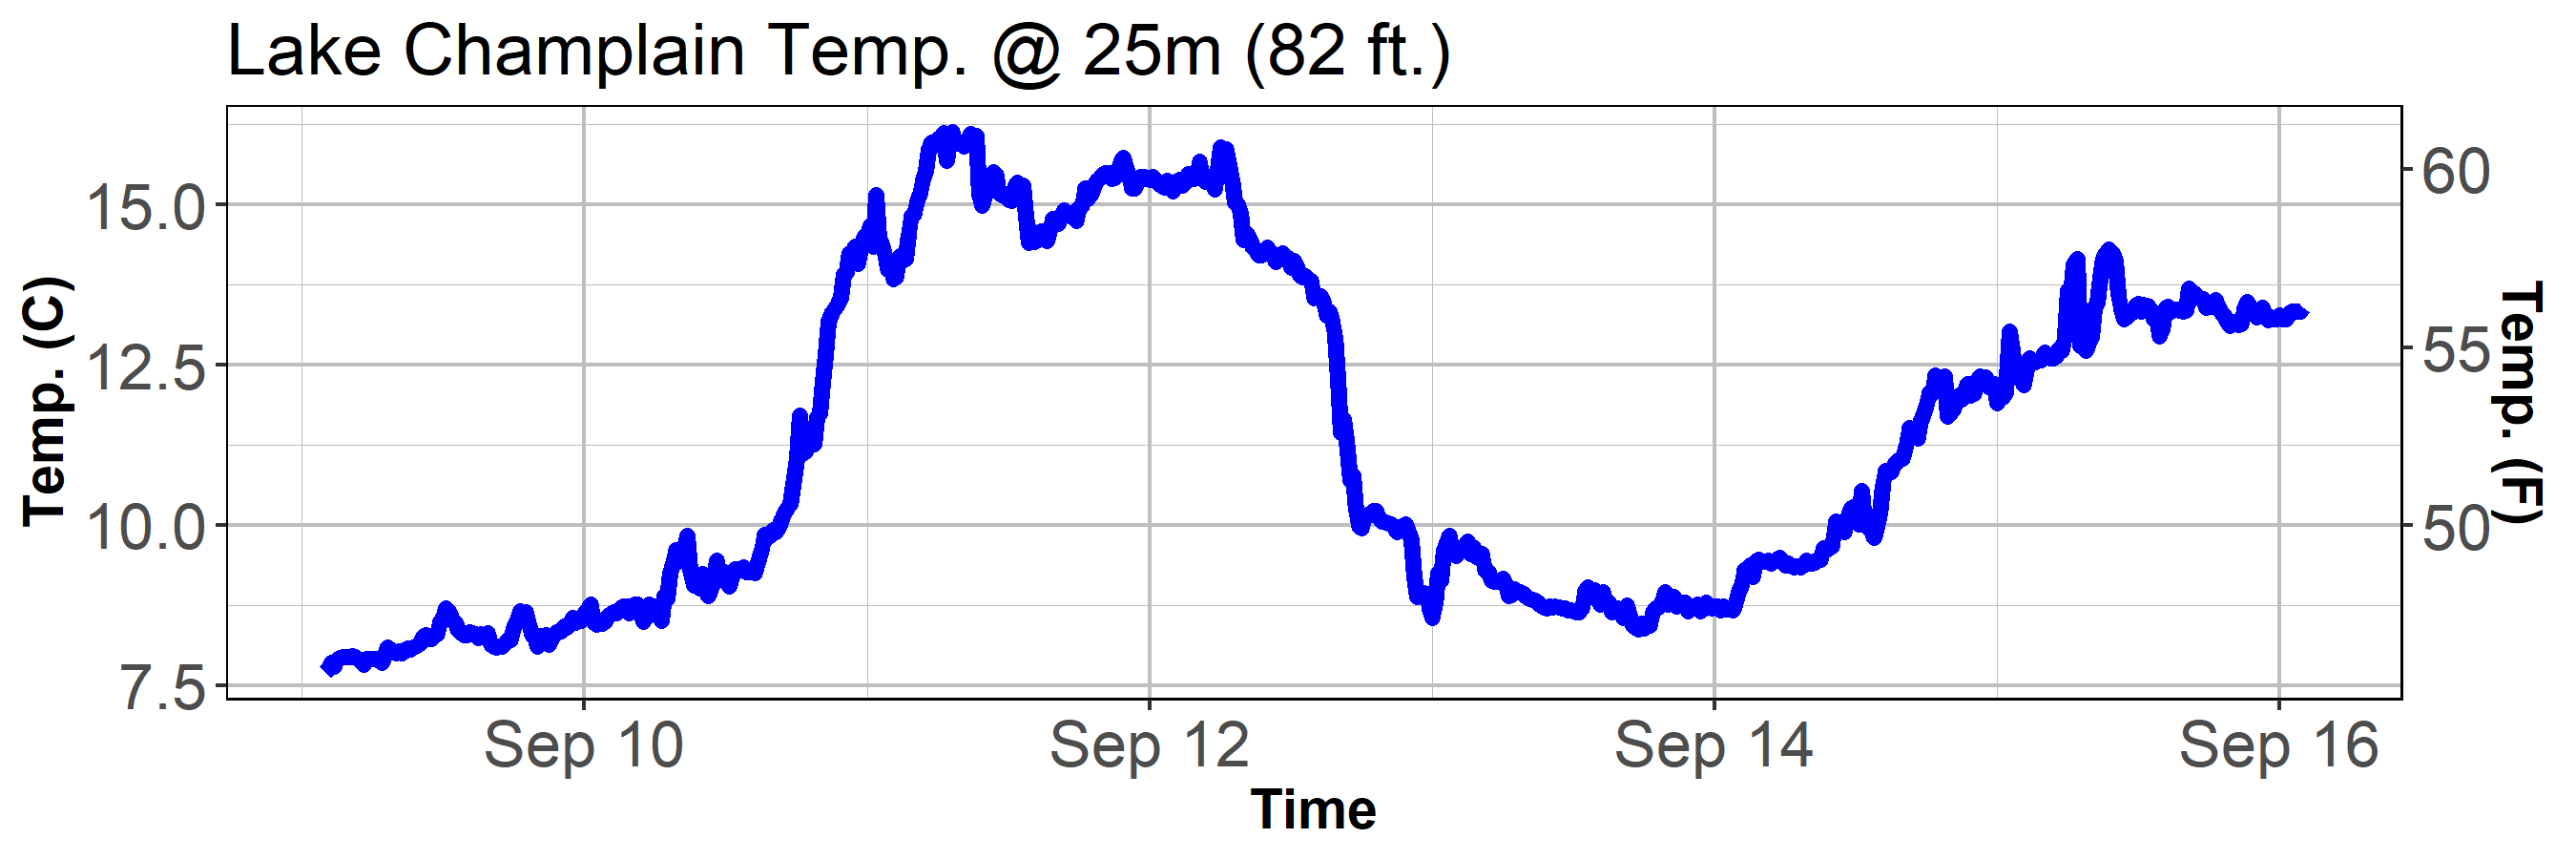 Lake Champlain Temp. @ 25m (82 ft.)
Temp. (C)
15.0
12.5
10.0
7.5
60
55
50
Temp. (F)
Sep 10
Sep 12
Sep 14
Sep 16
Time